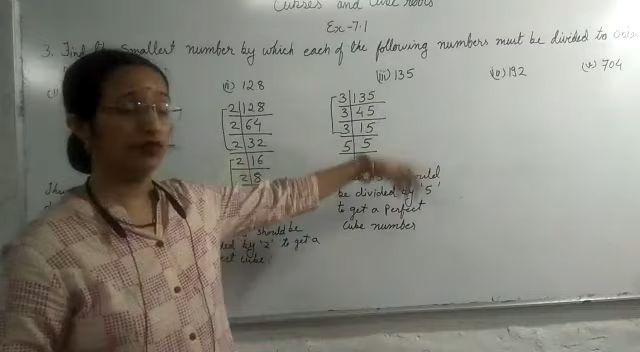 Cubes and Cube roots
Ex-7.1
3. Find the smallest number by which each of the following numbers must be divided to
(ii) 128
(iii) 135
(iv) 192
(v) 704
2 | 128
2 | 64
2 | 32
2 | 16
2 | 8
3 | 135
3 | 45
3 | 15
5 | 5
be divided by '5'
to get a perfect
cube number
should be
by '2' to get a
cube.